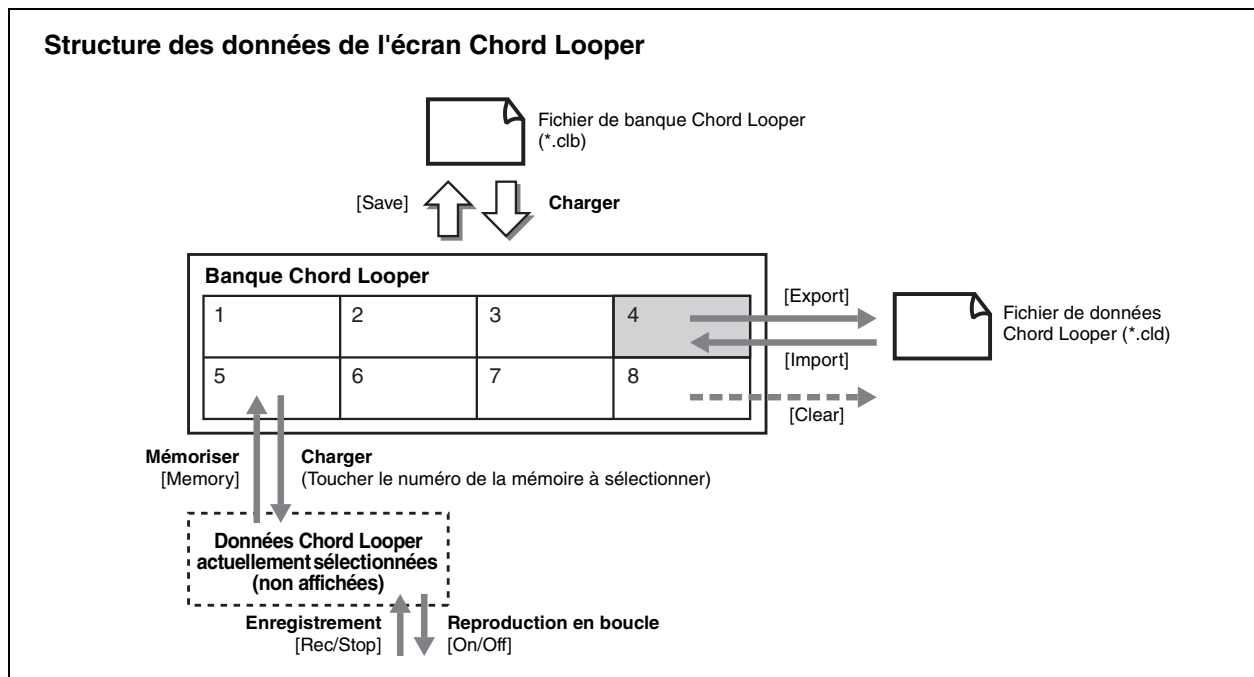 Structure des données de l'écran Chord Looper
Fichier de banque Chord Looper
(*.clb)
[Save]
Charger
Banque Chord Looper
1
2
3
4
[Export]
Fichier de données
Chord Looper (*.cld)
[Import]
5
6
7
8
[Clear]
Mémoriser
[Memory]
Charger
(Toucher le numéro de la mémoire à sélectionner)
Données Chord Looper
actuellement sélectionnées
(non affichées)
Enregistrement
[Rec/Stop]
Reproduction en boucle
[On/Off]